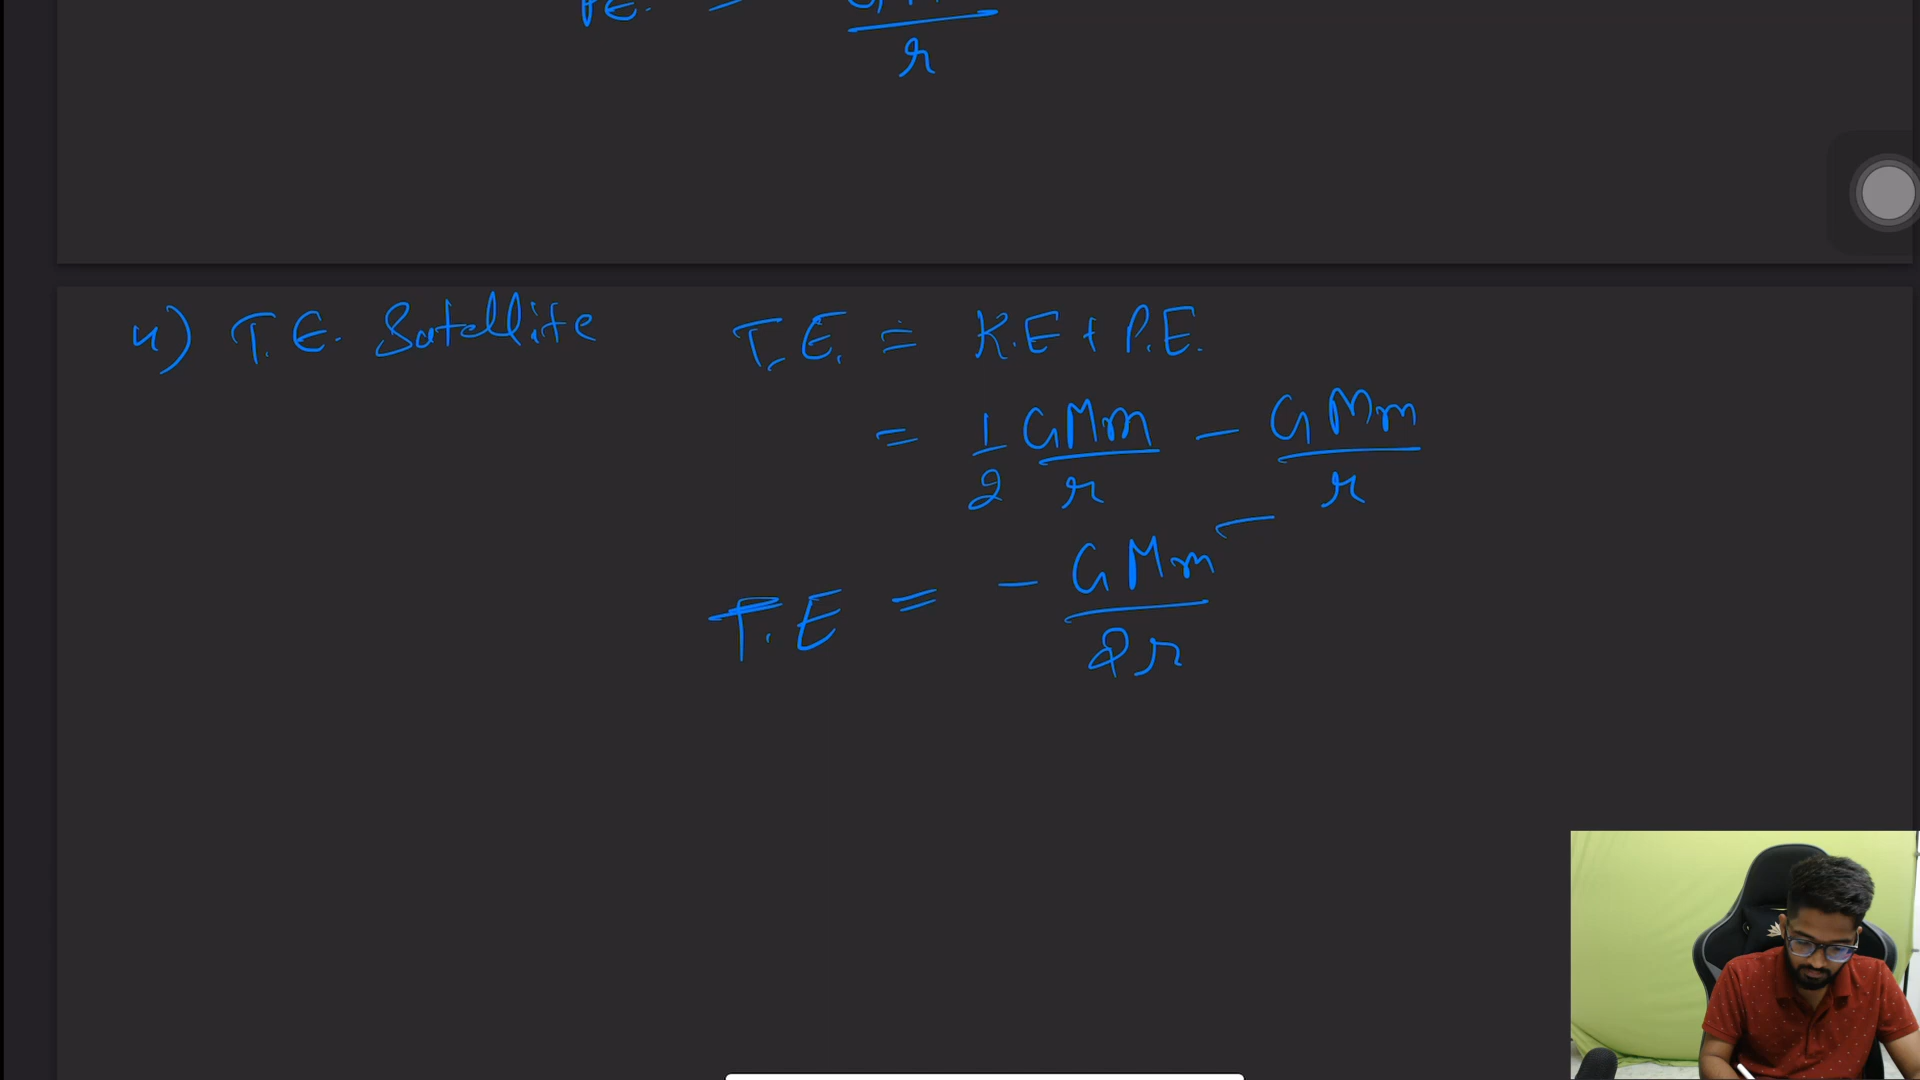 P.E. =
r
4) T.E. Satellite T.E. = K.E + P.E.
= 1/2 GMm/r - GMm/r
T.E = - GMm/2r